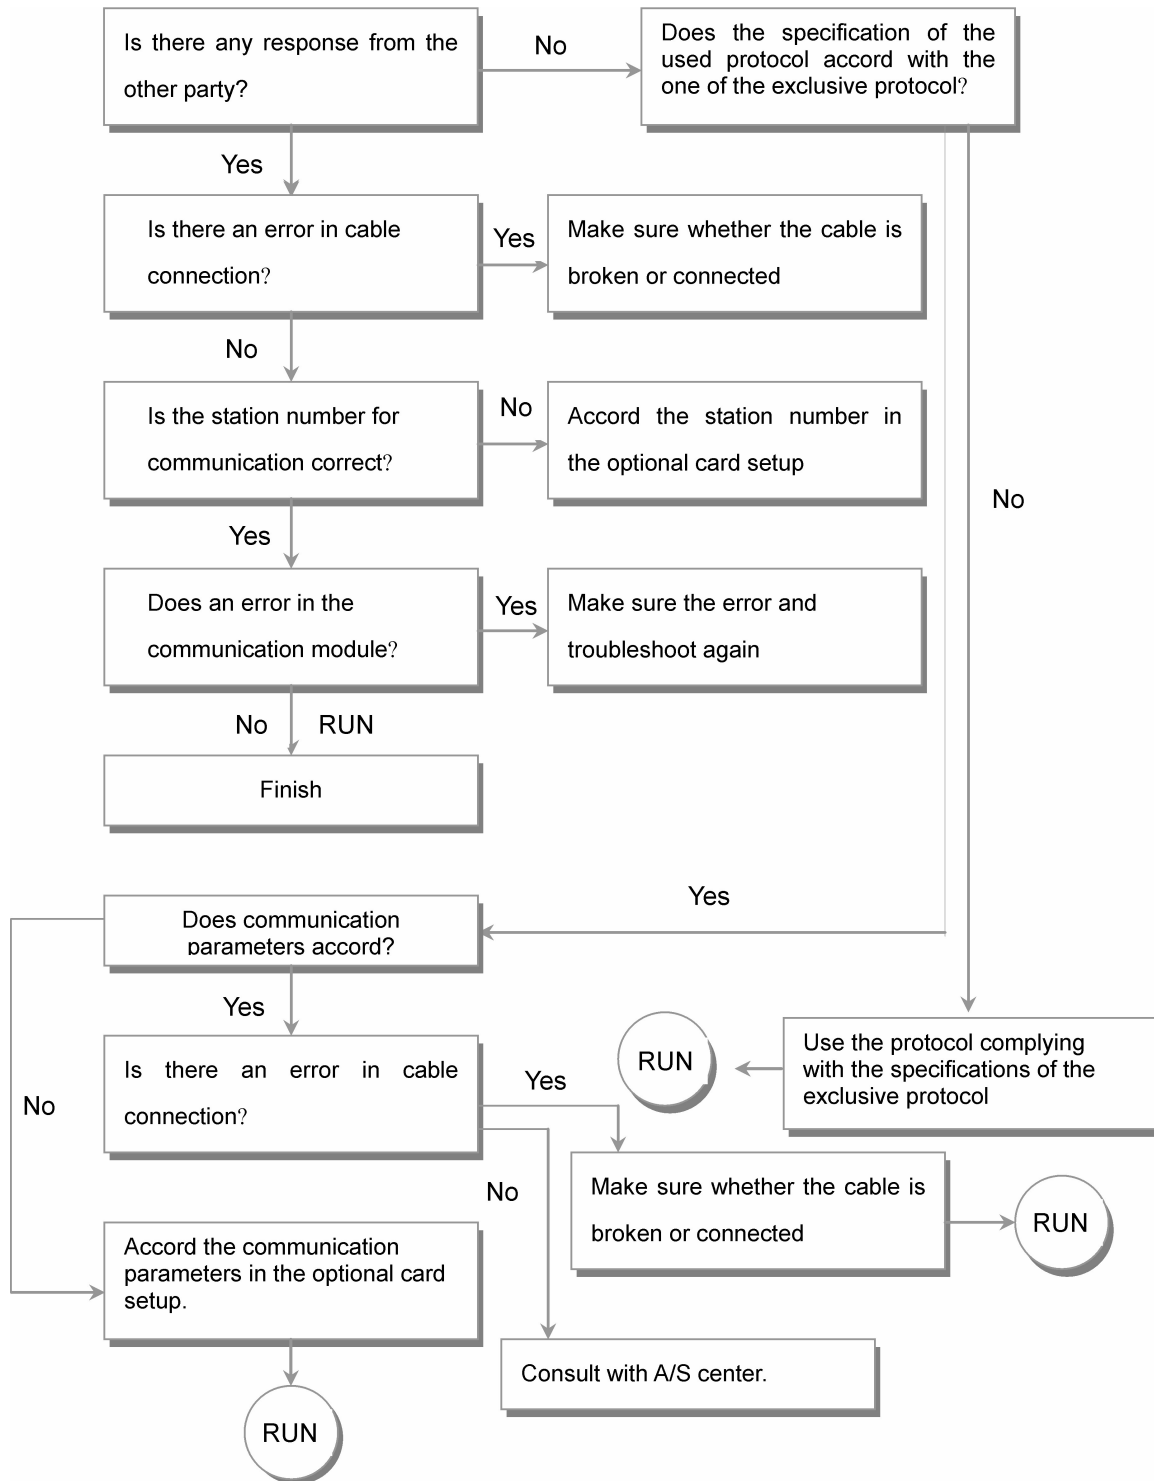 Is there any response from the
other party?
No
Does the specification of the
used protocol accord with the
one of the exclusive protocol?
Yes
Is there an error in cable
connection?
Yes
Make sure whether the cable is
broken or connected
No
Is the station number for
communication correct?
No
Accord the station number in
the optional card setup
No
Yes
Does an error in the
communication module?
Yes
Make sure the error and
troubleshoot again
No RUN
Finish
Yes
Does communication
parameters accord?
Yes
Is there an error in cable
connection?
Yes
RUN
Use the protocol complying
with the specifications of the
exclusive protocol
No
No
Make sure whether the cable is
broken or connected
RUN
Accord the communication
parameters in the optional card
setup.
Consult with A/S center.
RUN